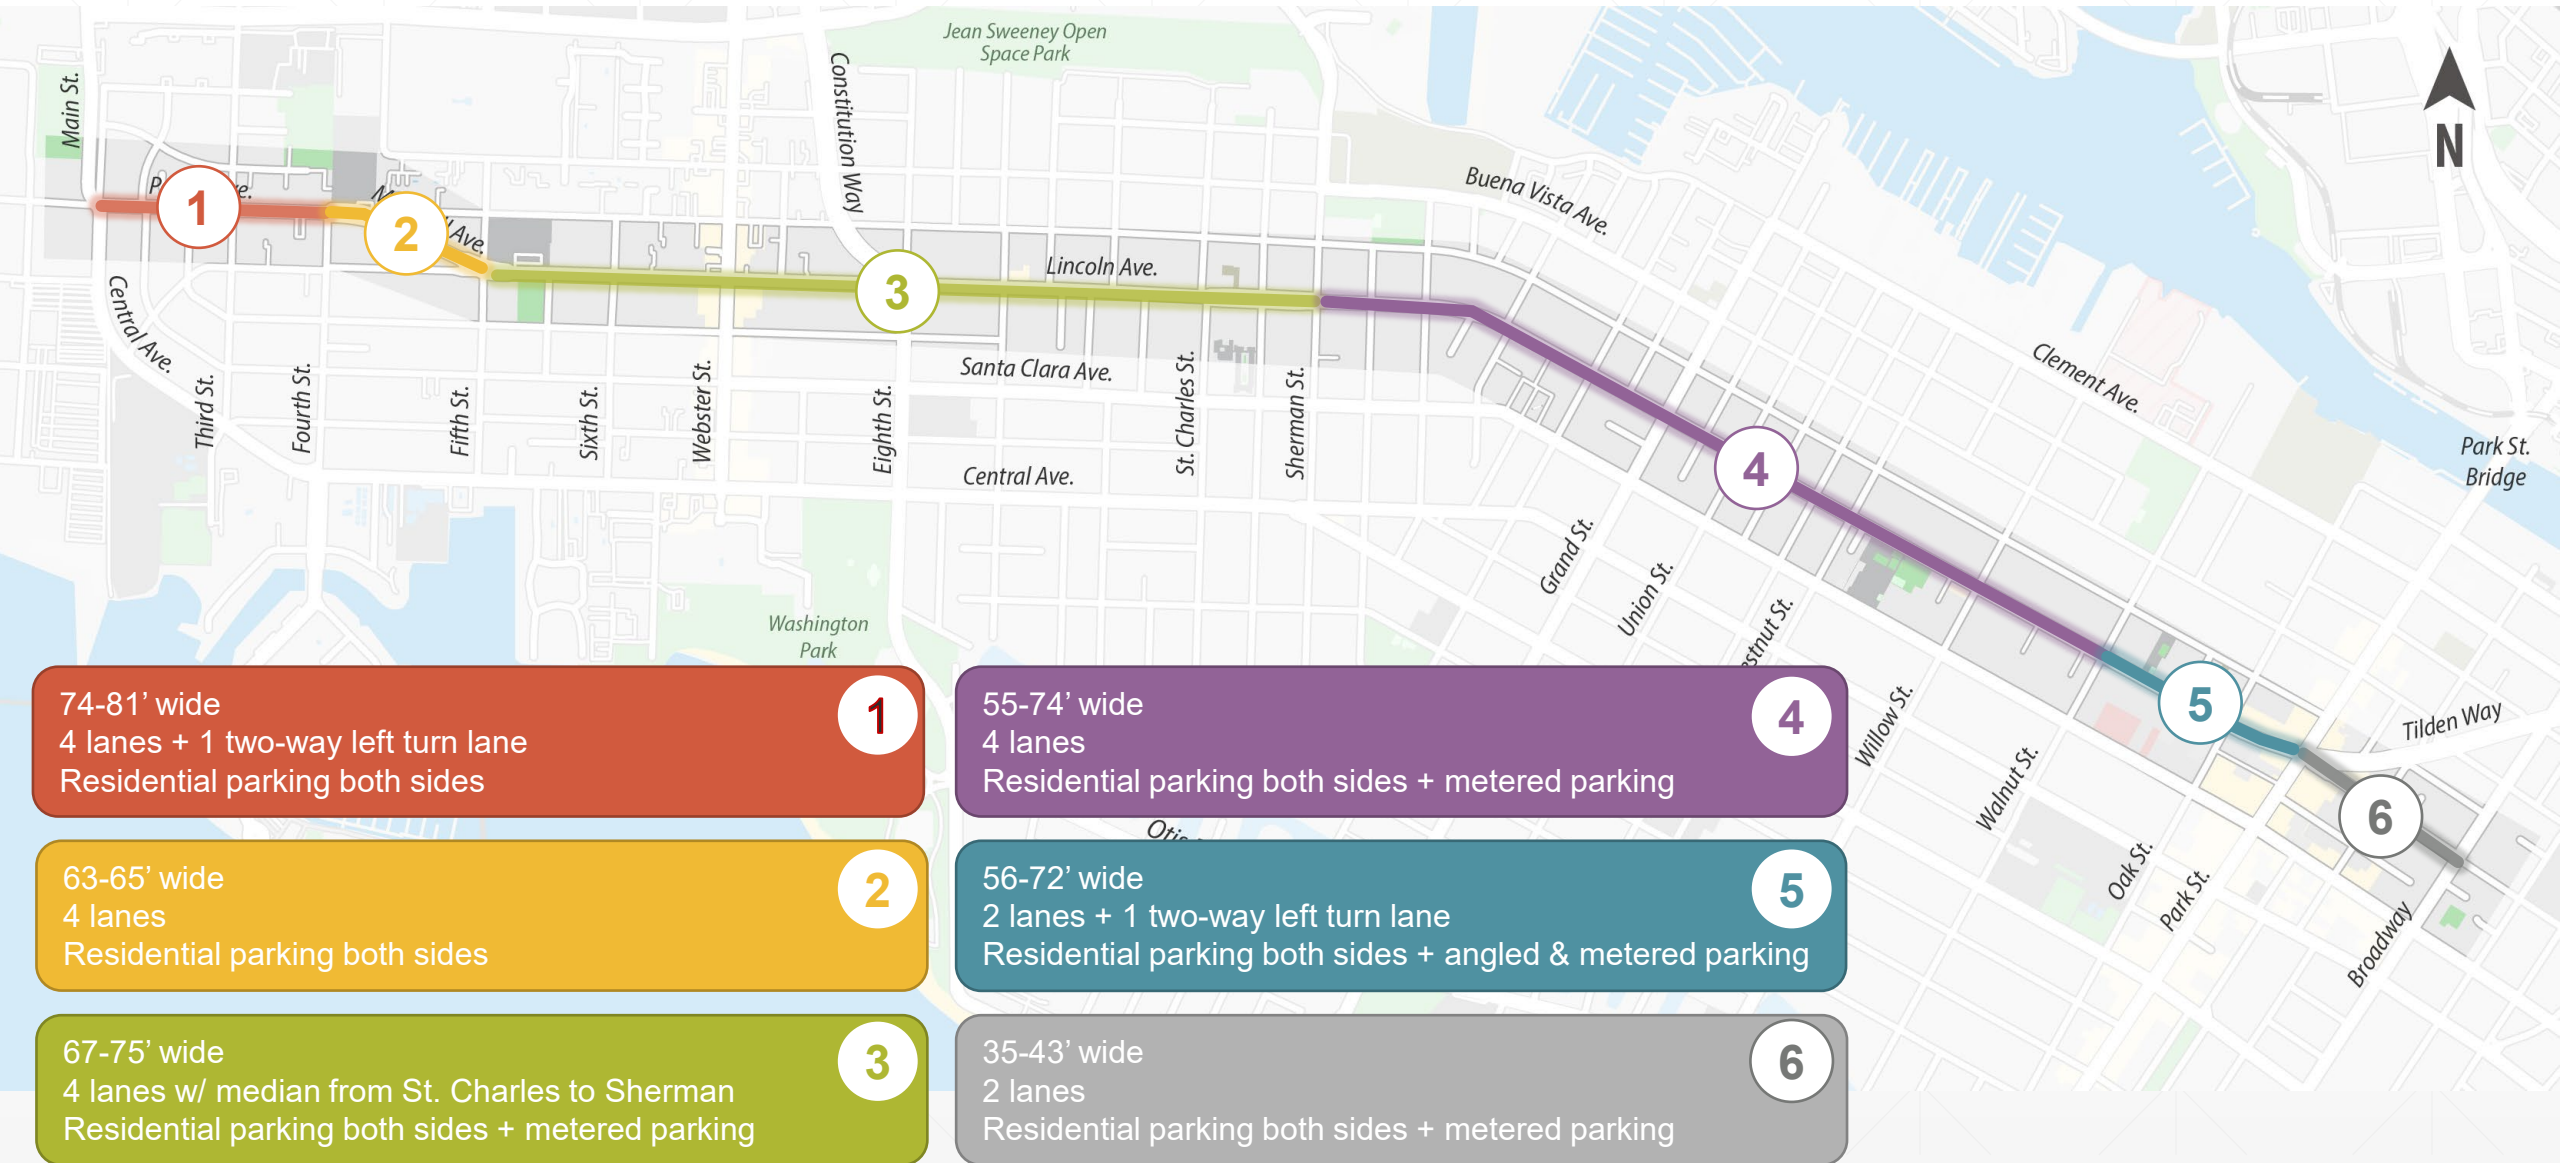 Jean Sweeney Open
Space Park
Main St.
Constitution Way
N
Buena Vista Ave.
1
2
Ave.
3
Lincoln Ave.
Central Ave.
Third St.
Fourth St.
Fifth St.
Sixth St.
Webster St.
Eighth St.
Santa Clara Ave.
St. Charles St.
Sherman St.
Central Ave.
Clement Ave.
Park St.
Bridge
4
Grand St.
Union St.
Washington
Park
Willow St.
Walnut St.
Oak St.
Park St.
Broadway
5
Tilden Way
6
74-81’ wide
4 lanes + 1 two-way left turn lane
Residential parking both sides
1
63-65’ wide
4 lanes
Residential parking both sides
2
67-75’ wide
4 lanes w/ median from St. Charles to Sherman
Residential parking both sides + metered parking
3
55-74’ wide
4 lanes
Residential parking both sides + metered parking
4
56-72’ wide
2 lanes + 1 two-way left turn lane
Residential parking both sides + angled & metered parking
5
35-43’ wide
2 lanes
Residential parking both sides + metered parking
6